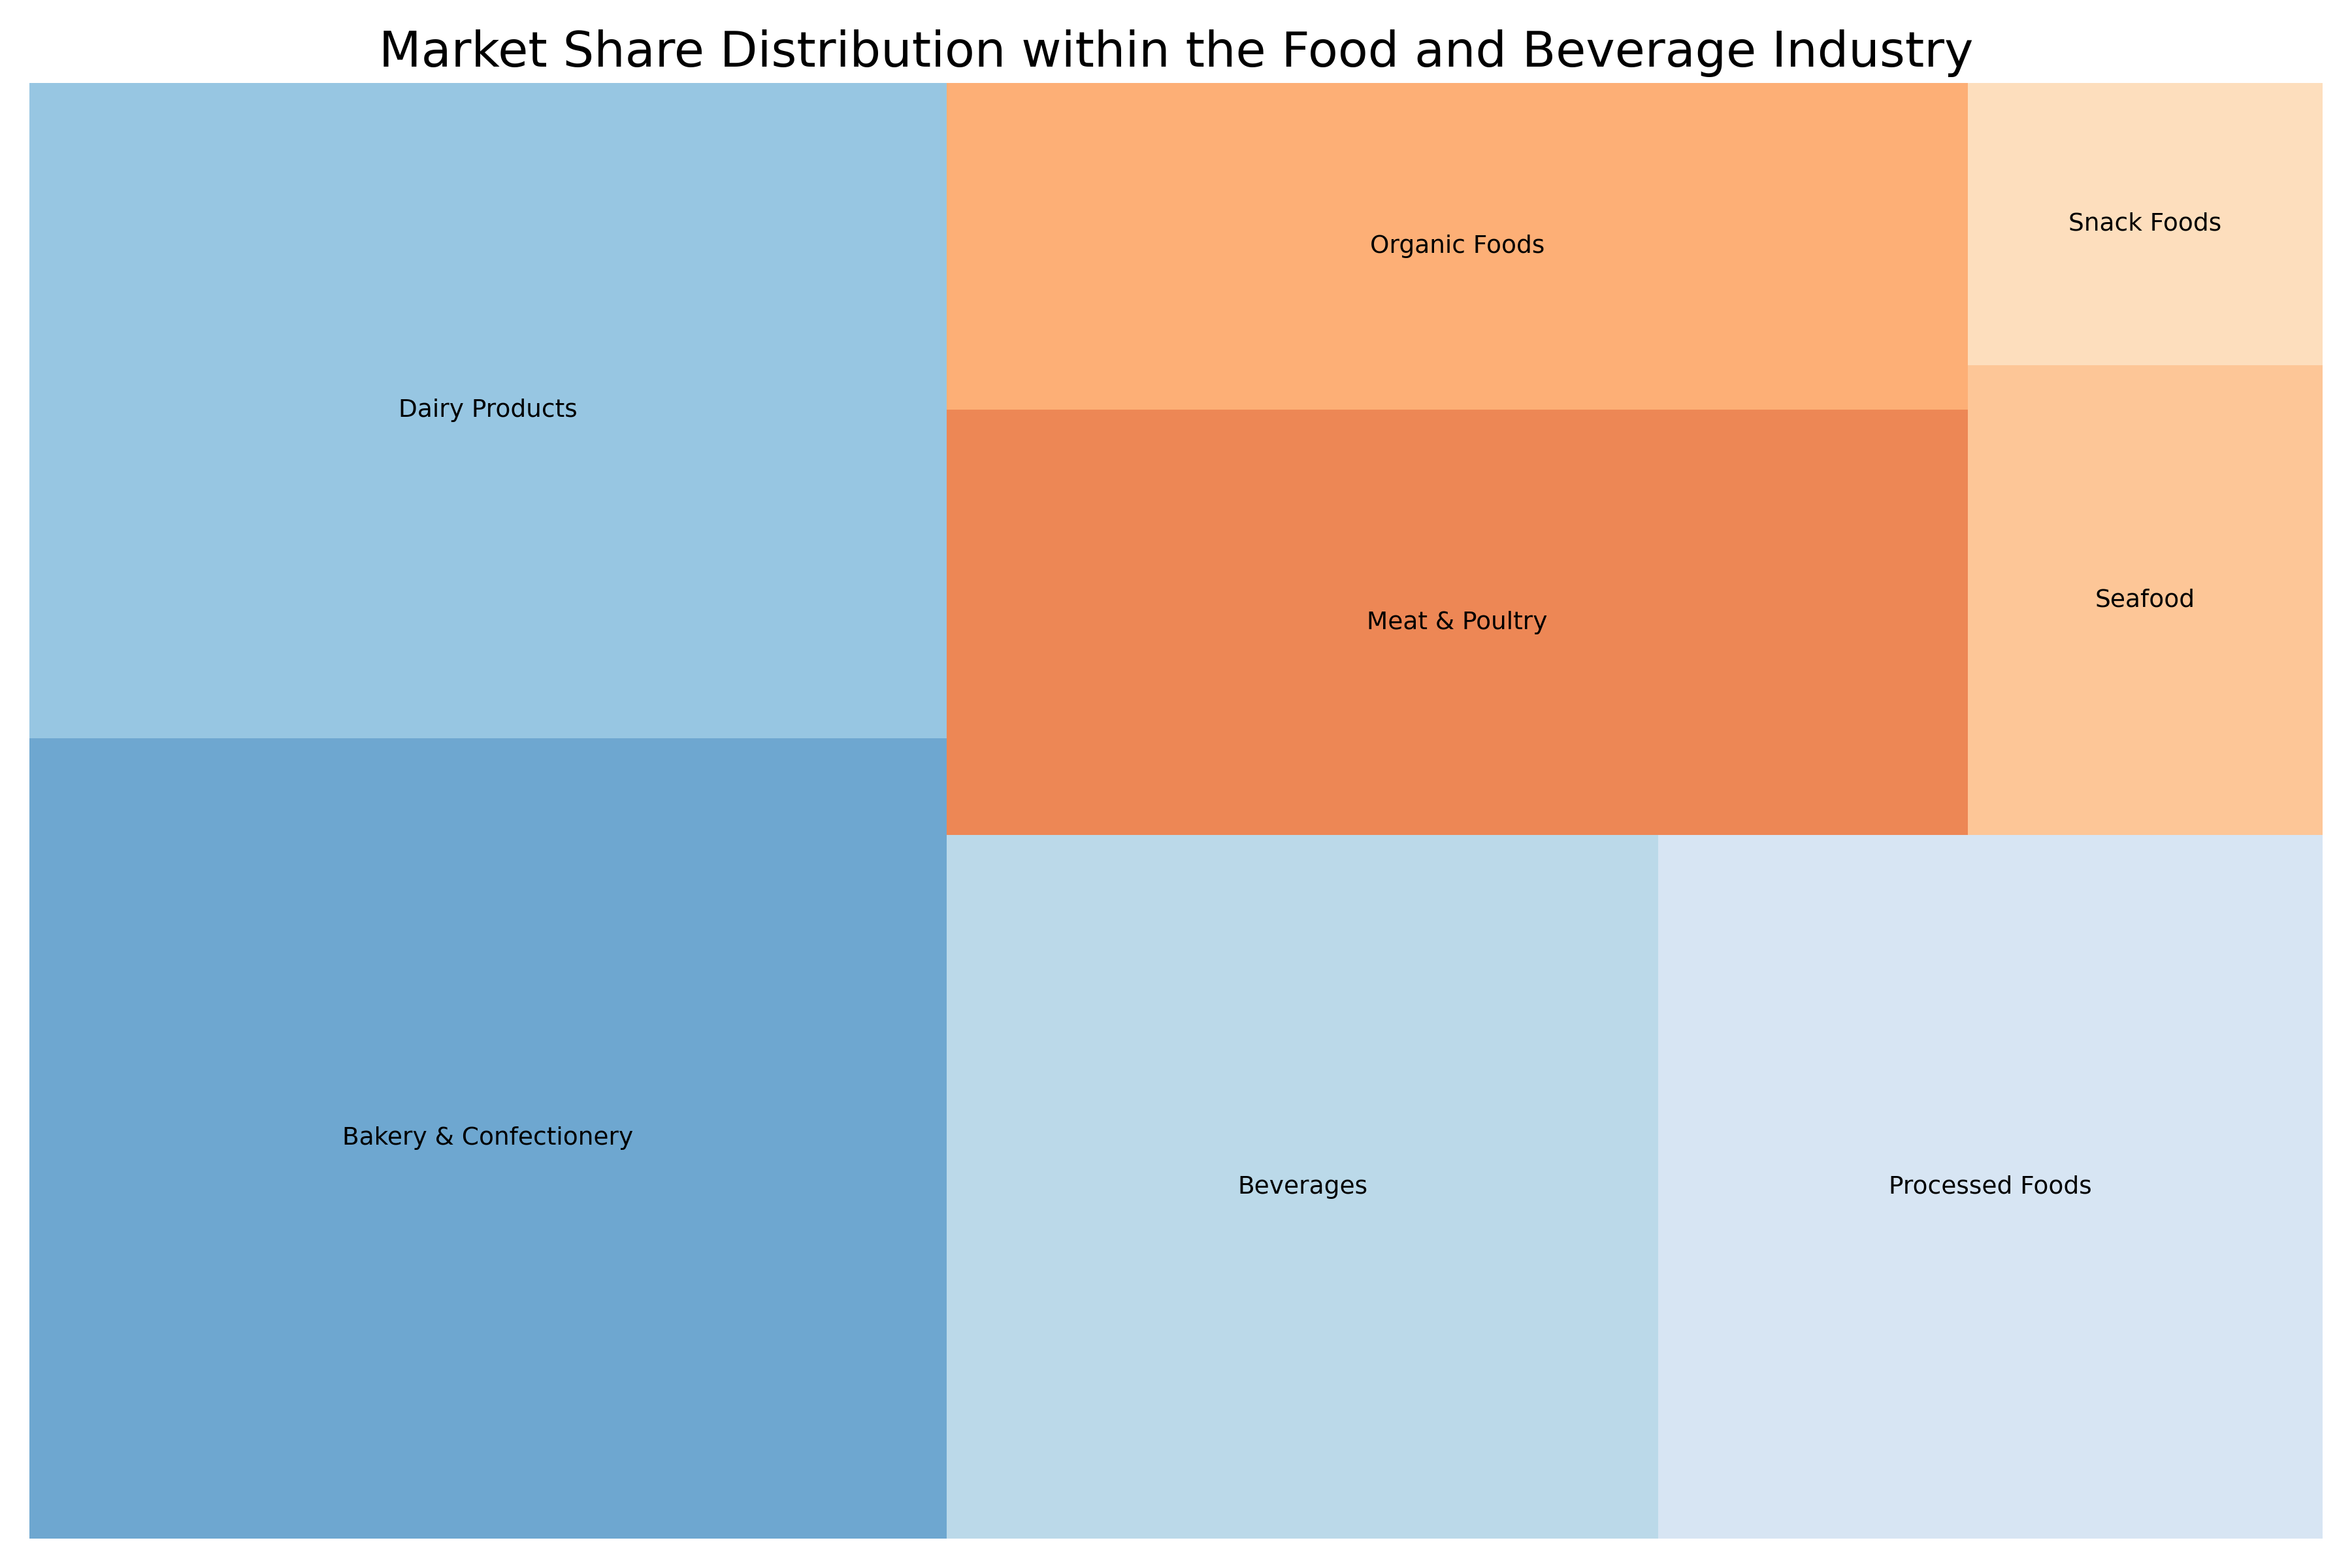 Market Share Distribution within the Food and Beverage Industry
Dairy Products
Organic Foods
Snack Foods
Meat & Poultry
Seafood
Bakery & Confectionery
Beverages
Processed Foods